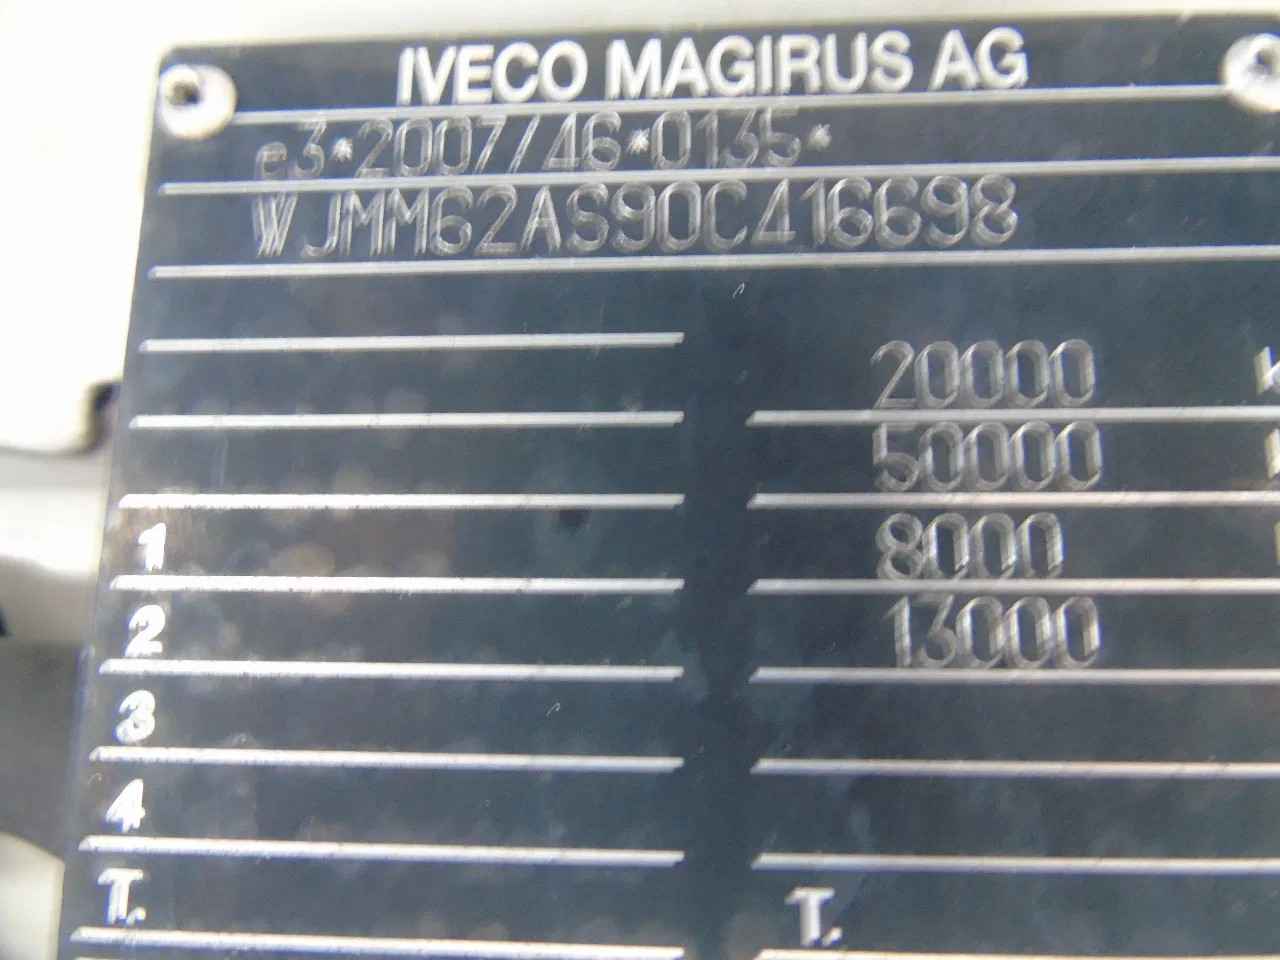 IVECO MAGIRUS AG
e3*2007/46*0135*
WJMM62AS90C416698
20000
50000
1 8000
2 13000
3
4
T. T.